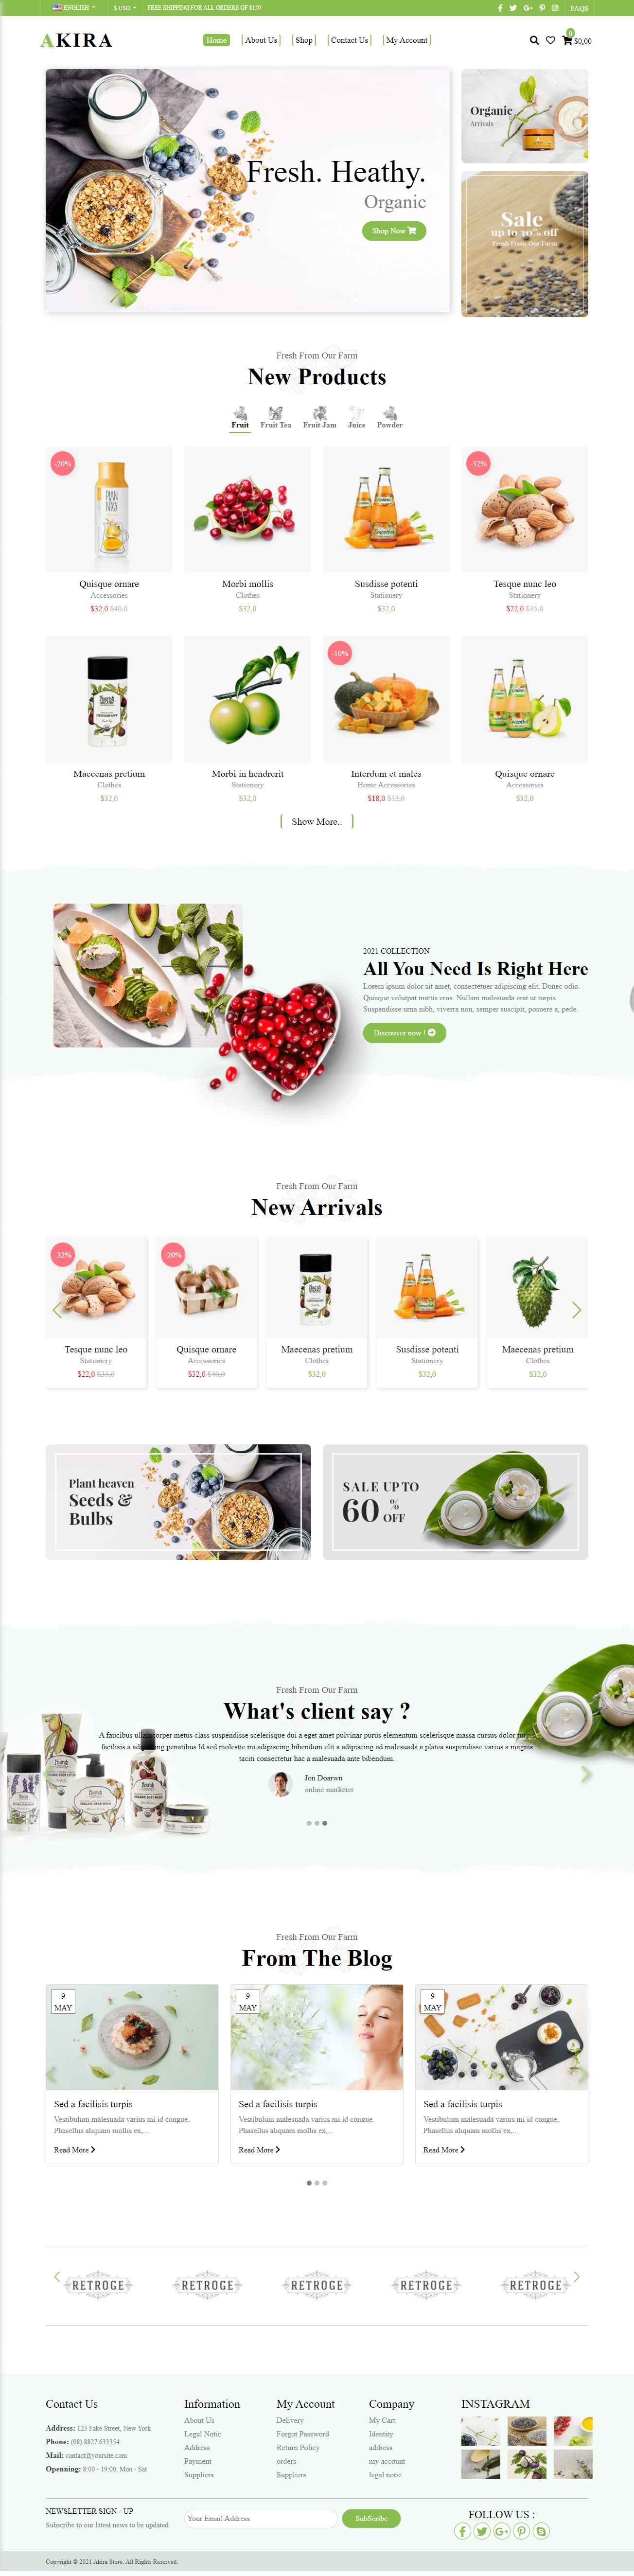 ENGLISH
$ USD
FREE SHIPPING FOR ALL ORDERS OF $150
FAQS
AKIRA
Home
About Us
Shop
Contact Us
My Account
0
$0,00
Fresh. Heathy.
Organic
Shop Now
Organic
Arrivals
Sale
up to 30% off
Fresh From Our Farm
Fresh From Our Farm
New Products
Fruit
Fruit Tea
Fruit Jam
Juice
Powder
-20%
-32%
Quisque ornare
Morbi mollis
Susdisse potenti
Tesque nunc leo
Accessories
Clothes
Stationery
Stationery
$32,0 $40,0
$32,0
$32,0
$22,0 $35,0
-10%
Maecenas pretium
Morbi in hendrerit
Interdum et males
Quisque ornare
Clothes
Stationery
Home Accessories
Accessories
$32,0
$32,0
$18,0 $12,0
$32,0
Show More..
2021 COLLECTION
All You Need Is Right Here
Lorem ipsum dolor sit amet, consectetuer adipiscing elit. Donec odio.
Quisque volutpat mattis eros. Nullam malesuada erat ut turpis.
Suspendisse urna nibh, viverra non, semper suscipit, posuere a, pede.
Discouver now !
Fresh From Our Farm
New Arrivals
-32%
-20%
Tesque nunc leo
Quisque ornare
Maecenas pretium
Susdisse potenti
Maecenas pretium
Stationery
Accessories
Clothes
Stationery
Clothes
$22,0 $35,0
$32,0 $40,0
$32,0
$32,0
$32,0
Plant heaven
Seeds &
Bulbs
SALE UPTO
60 %
OFF
Fresh From Our Farm
What's client say ?
A faucibus ullamcorper metus class suspendisse scelerisque dui a eget amet pulvinar purus elementum scelerisque massa cursus dolor
facilisis a penatibus.Id sed molestie mi adipiscing bibendum elit a adipiscing ad malesuada a platea suspendisse varius a magnis
taciti consectetur hac a malesuada ante bibendum.
Jon Doarwn
online marketer
Fresh From Our Farm
From The Blog
9
MAY
9
MAY
9
MAY
Sed a facilisis turpis
Vestibulum malesuada varius mi id congue.
Phasellus aliquam mollis ex,...
Read More
Sed a facilisis turpis
Vestibulum malesuada varius mi id congue.
Phasellus aliquam mollis ex,...
Read More
Sed a facilisis turpis
Vestibulum malesuada varius mi id congue.
Phasellus aliquam mollis ex,...
Read More
RETROGE
RETROGE
RETROGE
RETROGE
RETROGE
Contact Us
Address: 123 Fake Street, New York
Phone: (08) 8827 633354
Mail: contact@yoursite.com
Openning: 8:00 - 19:00, Mon - Sat
Information
About Us
Legal Notic
Address
Payment
Suppliers
My Account
Delivery
Forgot Password
Return Policy
orders
Suppliers
Company
My Cart
Identity
address
my account
legal notic
INSTAGRAM
NEWSLETTER SIGN - UP
Subscribe to our latest news to be updated
Your Email Address
SubScribe
FOLLOW US :
Copyright © 2021 Akira Store. All Rights Reserved.